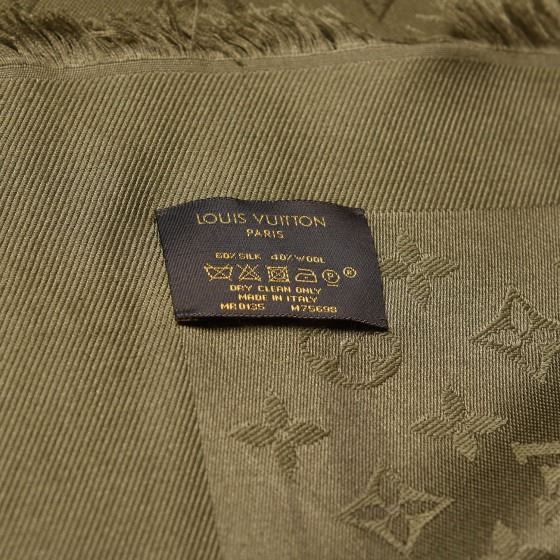 LOUIS VUITTON
PARIS
60% SILK 40% WOOL
P ®
DRY CLEAN ONLY
MADE IN ITALY
MR0135 M75698